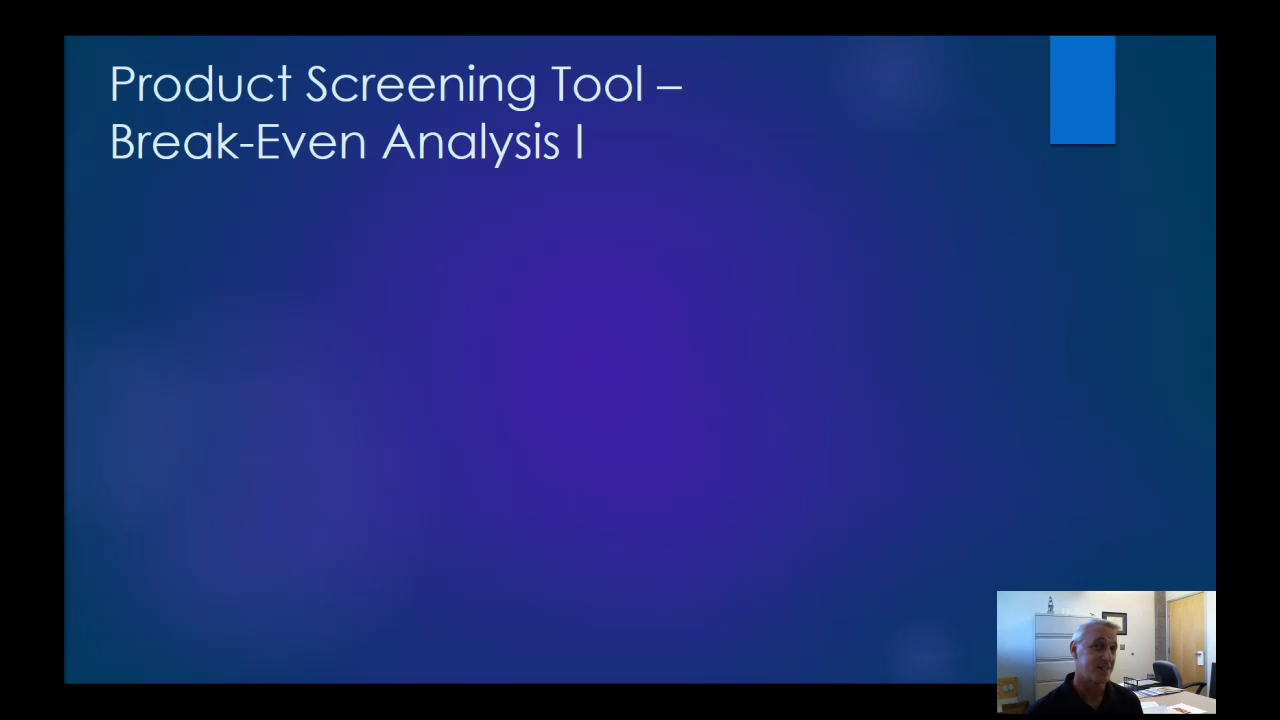 Product Screening Tool –
Break-Even Analysis I